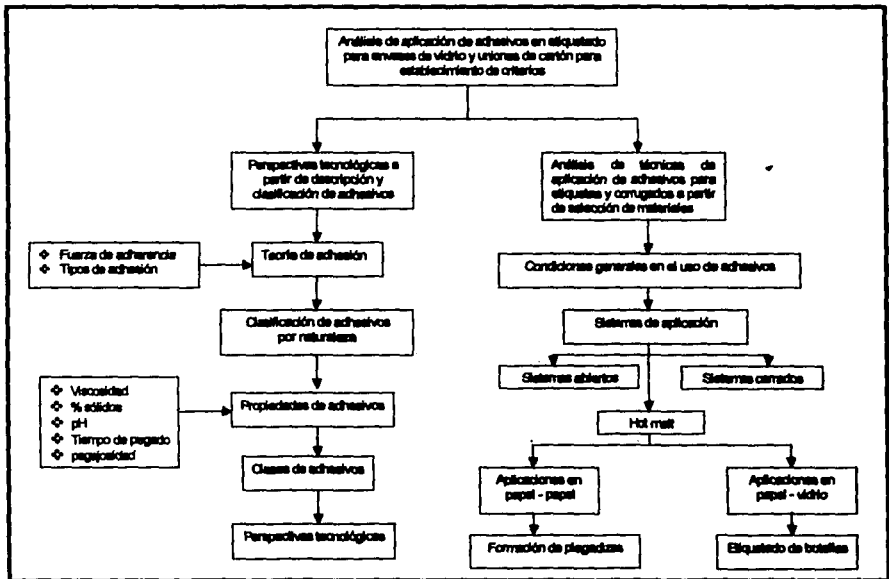 Análisis de aplicación de adhesivos en etiquetado
para envases de vidrio y uniones de cartón para
establecimiento de criterios
Perspectivas tecnológicas a
partir de descripción y
clasificación de adhesivos
Análisis de técnicas de
aplicación de adhesivos para
etiquetas y corrugados a partir
de selección de materiales
❖ Fuerza de adherencia
❖ Tipos de adhesión
Teoría de adhesión
Condiciones generales en el uso de adhesivos
Clasificación de adhesivos
por naturaleza
Sistemas de aplicación
Sistemas abiertos
Sistemas cerrados
❖ Viscosidad
❖ % sólidos
❖ pH
❖ Tiempo de pegado
❖ pegajosidad
Propiedades de adhesivos
Hot melt
Clases de adhesivos
Aplicaciones en
papel - papel
Aplicaciones en
papel - vidrio
Perspectivas tecnológicas
Formación de plegadizas
Etiquetado de botellas